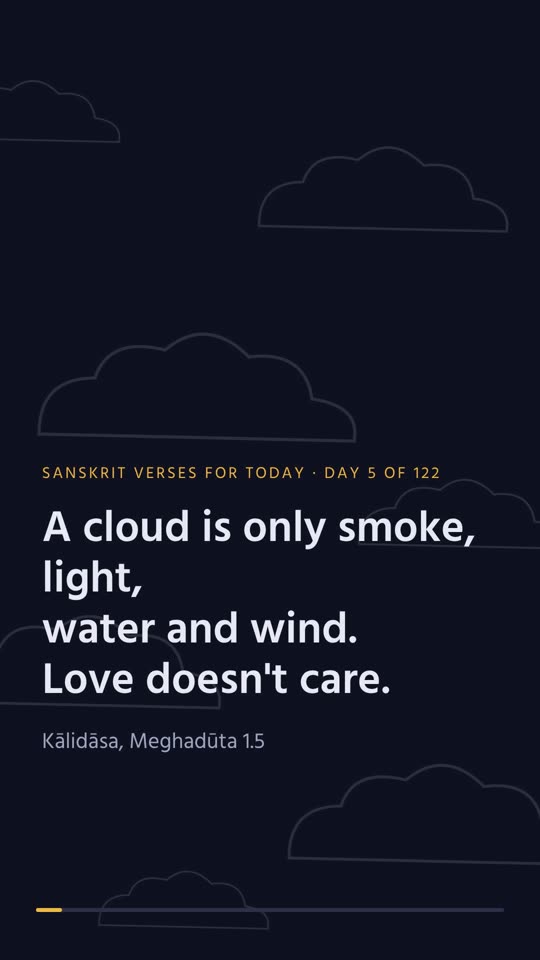 SANSKRIT VERSES FOR TODAY · DAY 5 OF 122
A cloud is only smoke,
light,
water and wind.
Love doesn't care.
Kālidāsa, Meghadūta 1.5